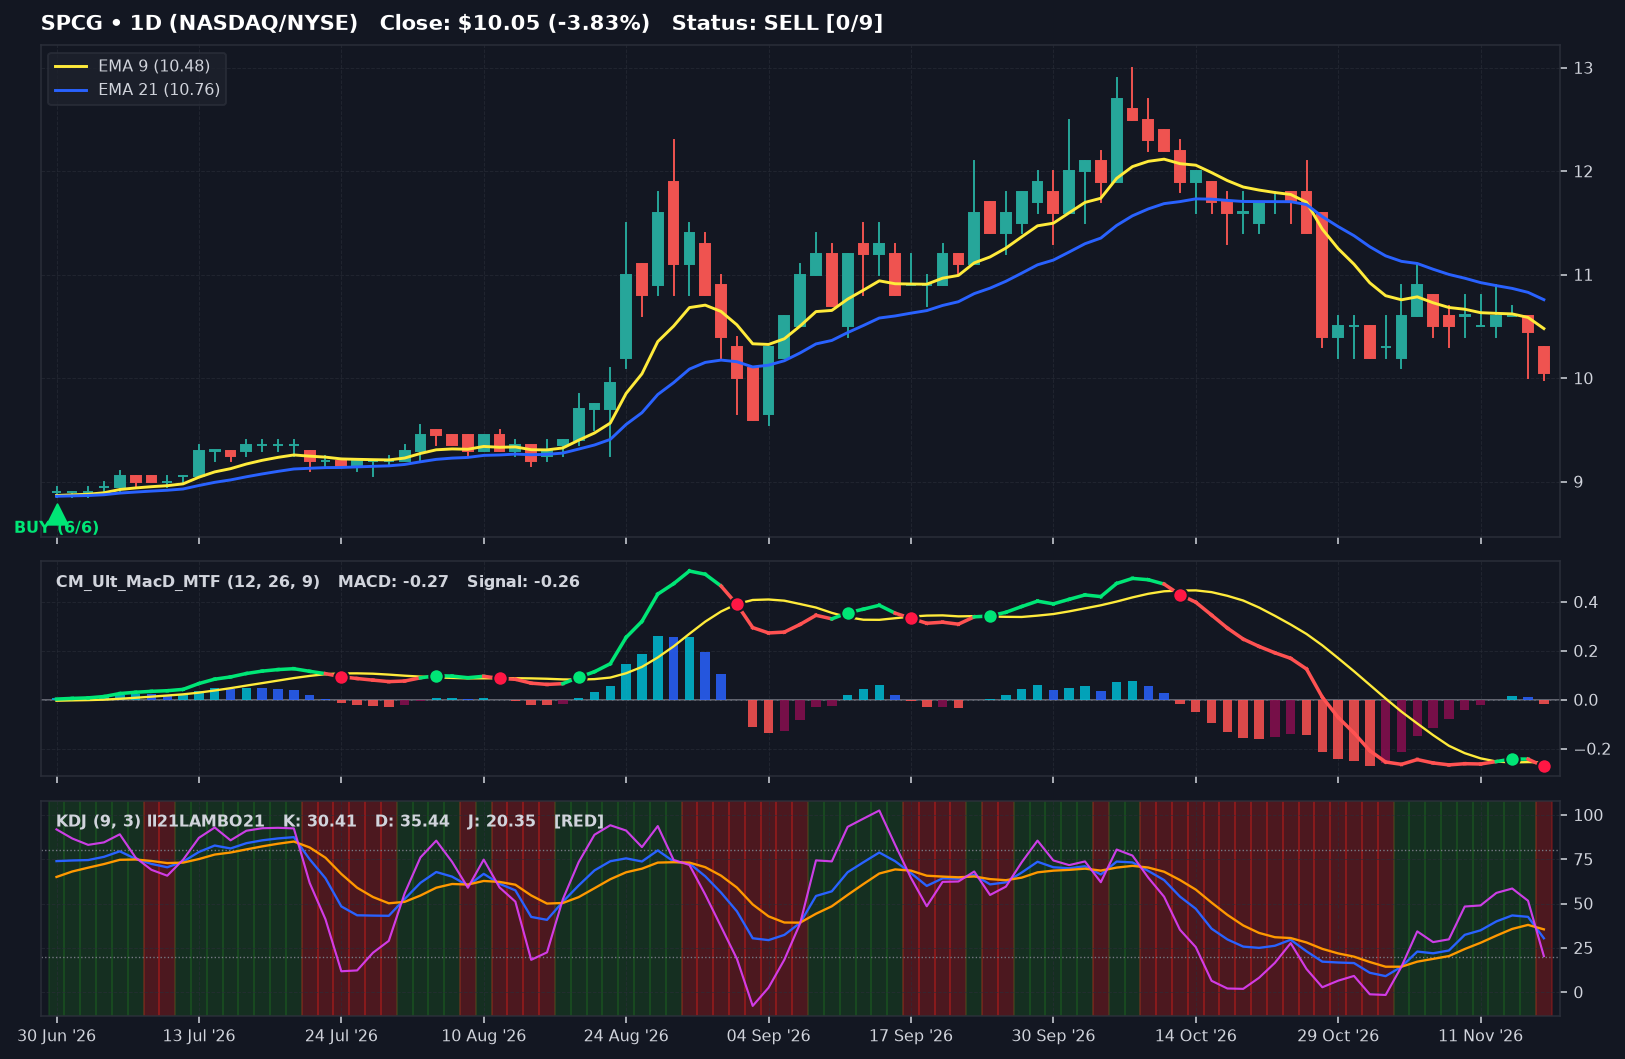 SPCG • 1D (NASDAQ/NYSE)   Close: $10.05 (-3.83%)   Status: SELL [0/9]
EMA 9 (10.48)
EMA 21 (10.76)
13
12
11
10
9
BUY (6/6)
CM_Ult_MacD_MTF (12, 26, 9)   MACD: -0.27   Signal: -0.26
0.4
0.2
0.0
−0.2
KDJ (9, 3) II21LAMBO21   K: 30.41   D: 35.44   J: 20.35   [RED]
100
75
50
25
0
30 Jun '26   13 Jul '26   24 Jul '26   10 Aug '26   24 Aug '26   04 Sep '26   17 Sep '26   30 Sep '26   14 Oct '26   29 Oct '26   11 Nov '26